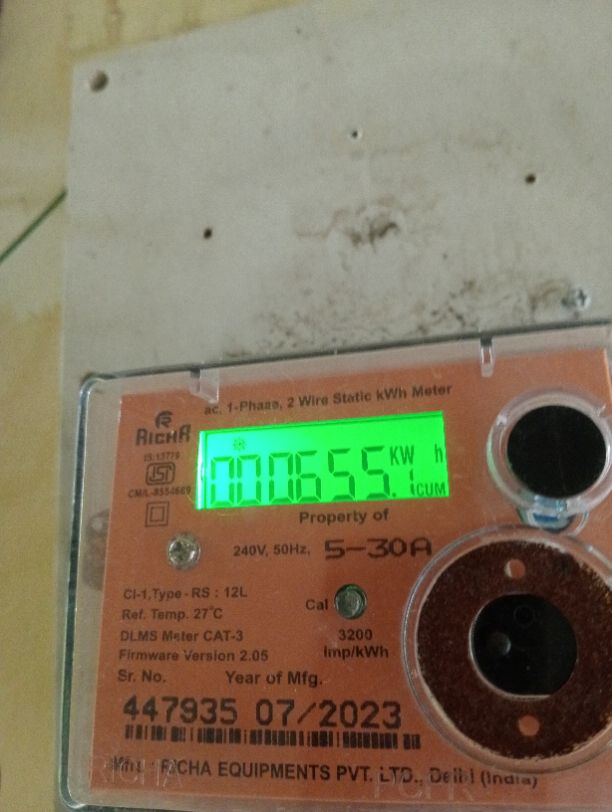 ac, 1-Phase, 2 Wire Static kWh Meter
RICHA
IS:13779
CM/L-8554669
000655.1 KW h
CUM
Property of
240V, 50Hz, 5-30A
Cl-1,Type - RS : 12L
Ref. Temp. 27°C
DLMS Meter CAT-3
Firmware Version 2.05
Cal
3200
Imp/kWh
Sr. No. Year of Mfg.
447935 07/2023
Mfd : RICHA EQUIPMENTS PVT. LTD., Delhi (India)
RICHA